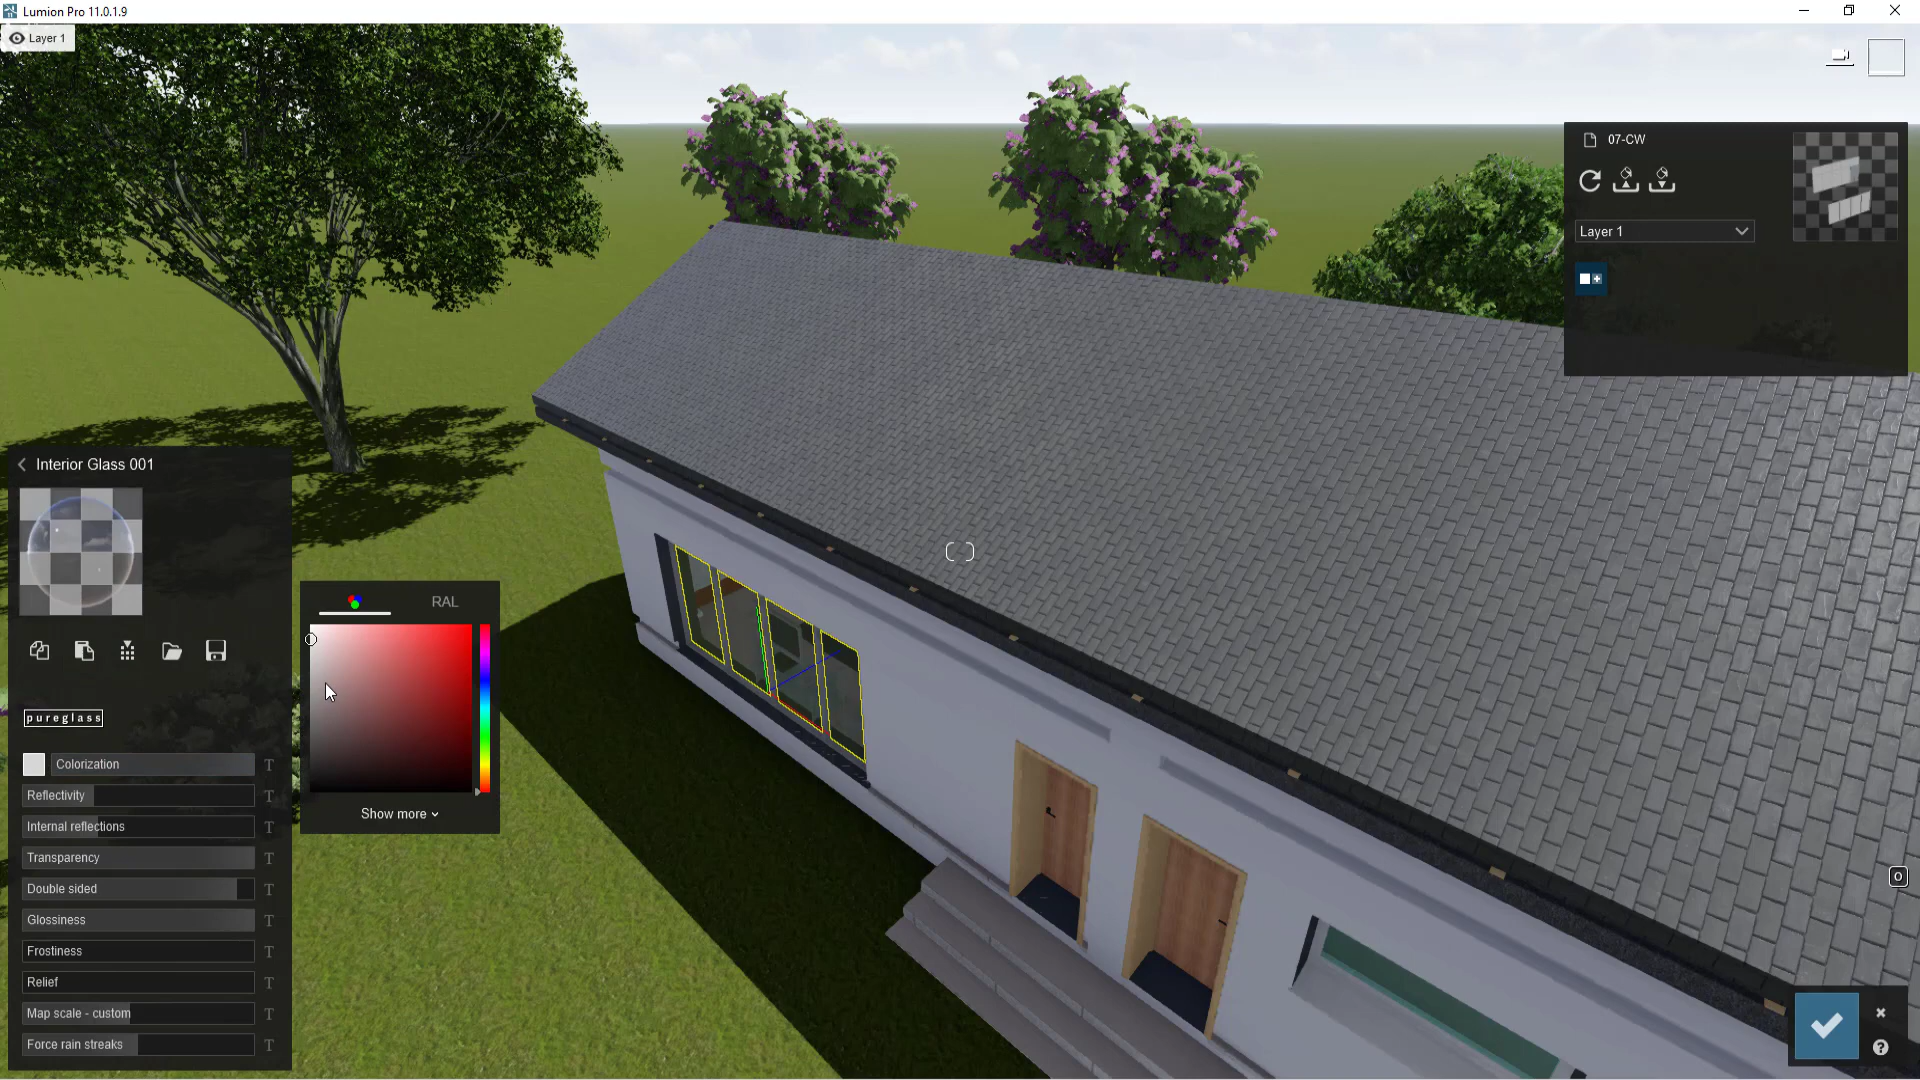 Lumion Pro 11.0.1.9
Layer 1
07-CW
Layer 1
Interior Glass 001
RAL
pureglass
Colorization T
Reflectivity T
Internal reflections T
Transparency T
Double sided T
Glossiness T
Frostiness T
Relief T
Map scale - custom T
Force rain streaks T
Show more
O
?